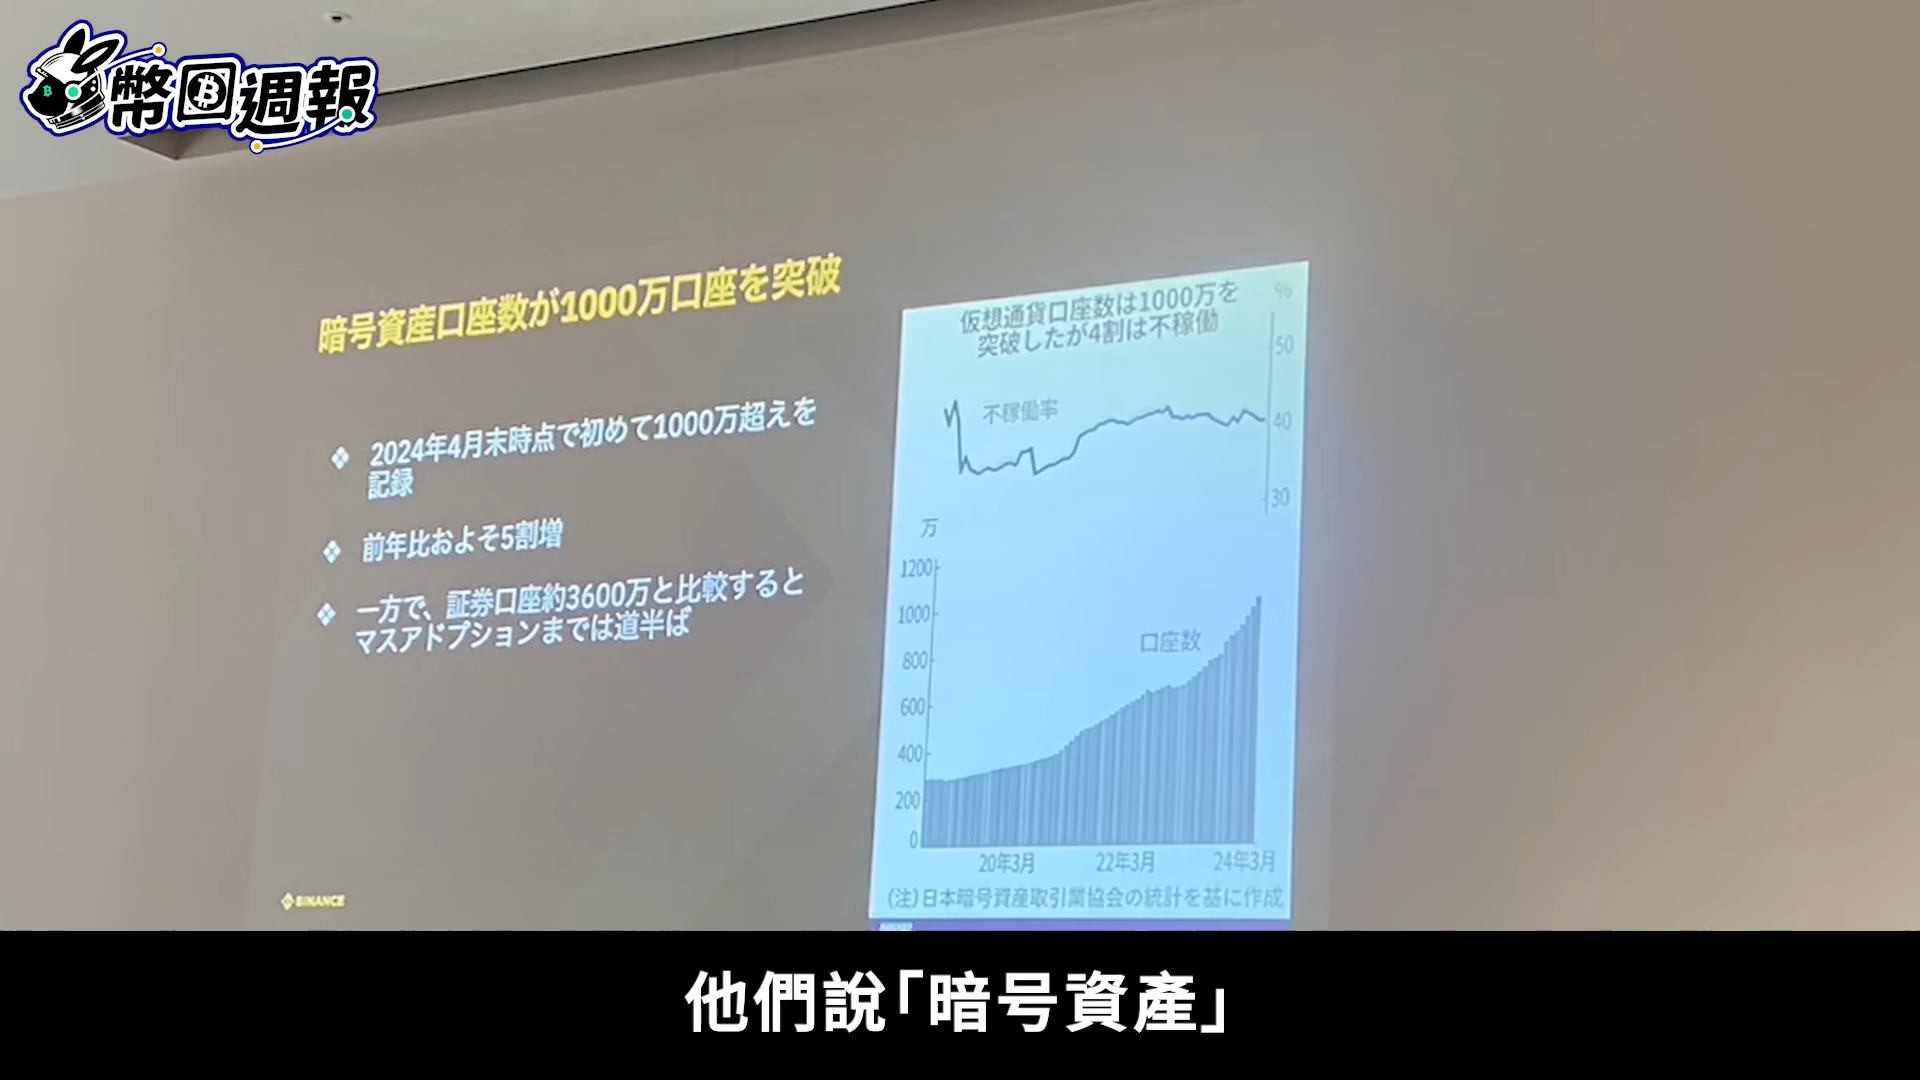 幣圈週報
暗号資産口座数が1000万口座を突破
2024年4月末時点で初めて1000万超えを
記録
前年比およそ5割増
一方で、証券口座約3600万と比較すると
マスアドプションまでは道半ば
BINANCE
仮想通貨口座数は1000万を
突破したが4割は不稼働
%
50
不稼働率
40
30
万
1200
1000
口座数
800
600
400
200
0
20年3月 22年3月 24年3月
(注)日本暗号資産取引業協会の統計を基に作成
他們說「暗号資產」